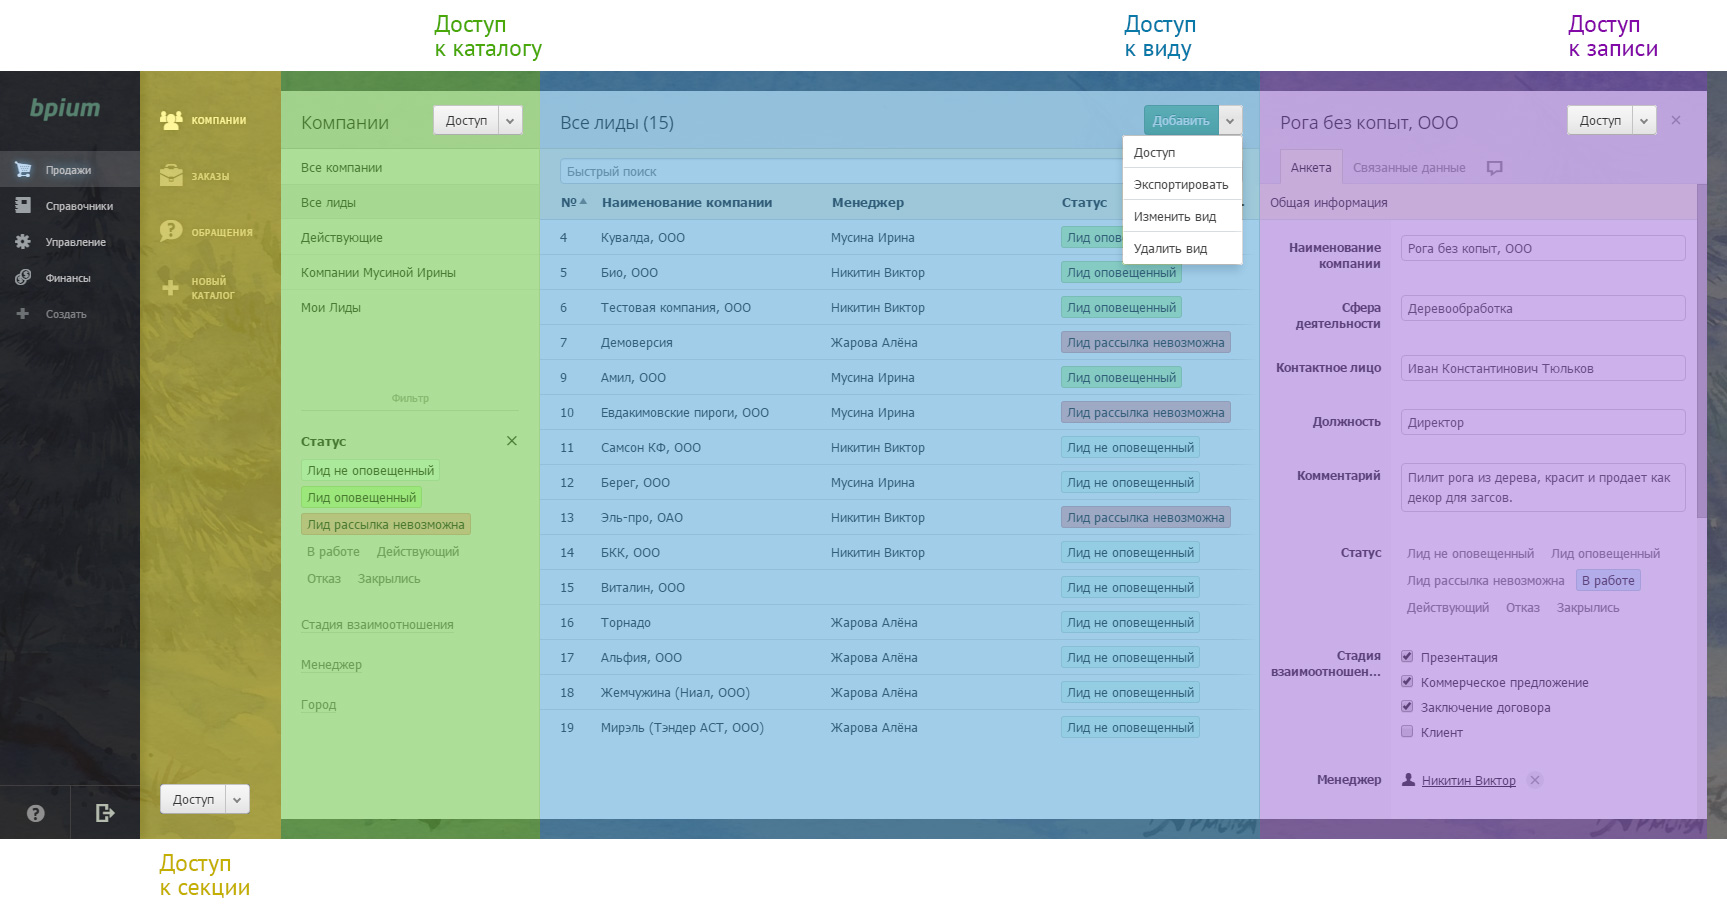 Доступ
к каталогу
Доступ
к виду
Доступ
к записи
bpium
Продажи
Справочники
Управление
Финансы
Создать
КОМПАНИИ
ЗАКАЗЫ
ОБРАЩЕНИЯ
НОВЫЙ
КАТАЛОГ
Доступ
Доступ
к секции
Компании
Доступ
Все компании
Все лиды
Действующие
Компании Мусиной Ирины
Мои Лиды
Фильтр
Статус
Лид не оповещенный
Лид оповещенный
Лид рассылка невозможна
В работе Действующий
Отказ Закрылись
Стадия взаимоотношения
Менеджер
Город
Все лиды (15)
Добавить
Доступ
Экспортировать
Изменить вид
Удалить вид
Быстрый поиск
№ Наименование компании Менеджер Статус
4 Кувалда, ООО Мусина Ирина Лид опов
5 Био, ООО Никитин Виктор Лид оповещенный
6 Тестовая компания, ООО Никитин Виктор Лид оповещенный
7 Демоверсия Жарова Алёна Лид рассылка невозможна
9 Амил, ООО Мусина Ирина Лид оповещенный
10 Евдакимовские пироги, ООО Мусина Ирина Лид рассылка невозможна
11 Самсон КФ, ООО Никитин Виктор Лид не оповещенный
12 Берег, ООО Мусина Ирина Лид не оповещенный
13 Эль-про, ОАО Никитин Виктор Лид рассылка невозможна
14 БКК, ООО Никитин Виктор Лид не оповещенный
15 Виталин, ООО Лид не оповещенный
16 Торнадо Жарова Алёна Лид не оповещенный
17 Альфия, ООО Жарова Алёна Лид не оповещенный
18 Жемчужина (Ниал, ООО) Жарова Алёна Лид не оповещенный
19 Мирэль (Тэндер АСТ, ООО) Жарова Алёна Лид не оповещенный
Рога без копыт, ООО
Доступ
Анкета Связанные данные
Общая информация
Наименование
компании
Рога без копыт, ООО
Сфера
деятельности
Деревообработка
Контактное лицо Иван Константинович Тюльков
Должность Директор
Комментарий Пилит рога из дерева, красит и продает как
декор для загсов.
Статус Лид не оповещенный Лид оповещенный
Лид рассылка невозможна В работе
Действующий Отказ Закрылись
Стадия
взаимоотношен...
Презентация
Коммерческое предложение
Заключение договора
Клиент
Менеджер Никитин Виктор